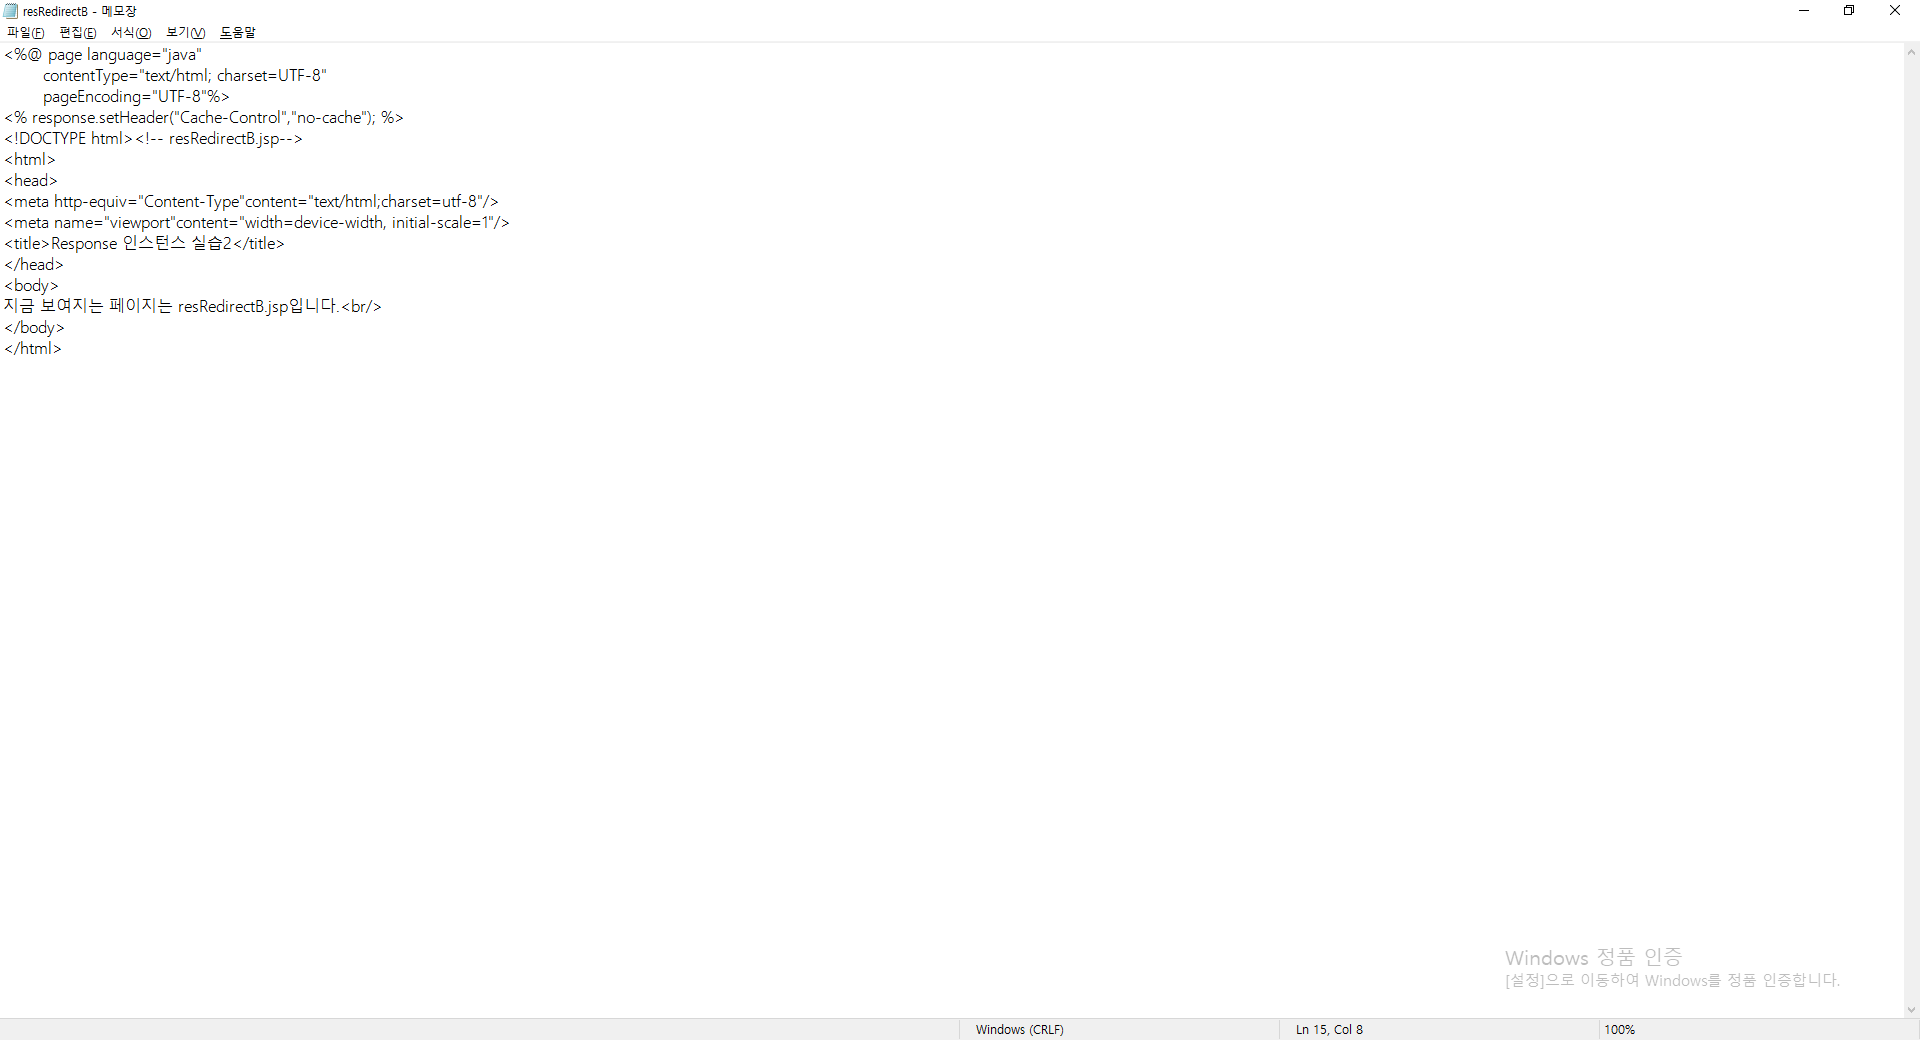 resRedirectB - 메모장
파일(F) 편집(E) 서식(O) 보기(V) 도움말
<%@ page language="java"
contentType="text/html; charset=UTF-8"
pageEncoding="UTF-8"%>
<% response.setHeader("Cache-Control","no-cache"); %>
<!DOCTYPE html><!-- resRedirectB.jsp-->
<html>
<head>
<meta http-equiv="Content-Type"content="text/html;charset=utf-8"/>
<meta name="viewport"content="width=device-width, initial-scale=1"/>
<title>Response 인스턴스 실습2</title>
</head>
<body>
지금 보여지는 페이지는 resRedirectB.jsp입니다.<br/>
</body>
</html>
Windows 정품 인증
[설정]으로 이동하여 Windows를 정품 인증합니다.
Windows (CRLF) Ln 15, Col 8 100%